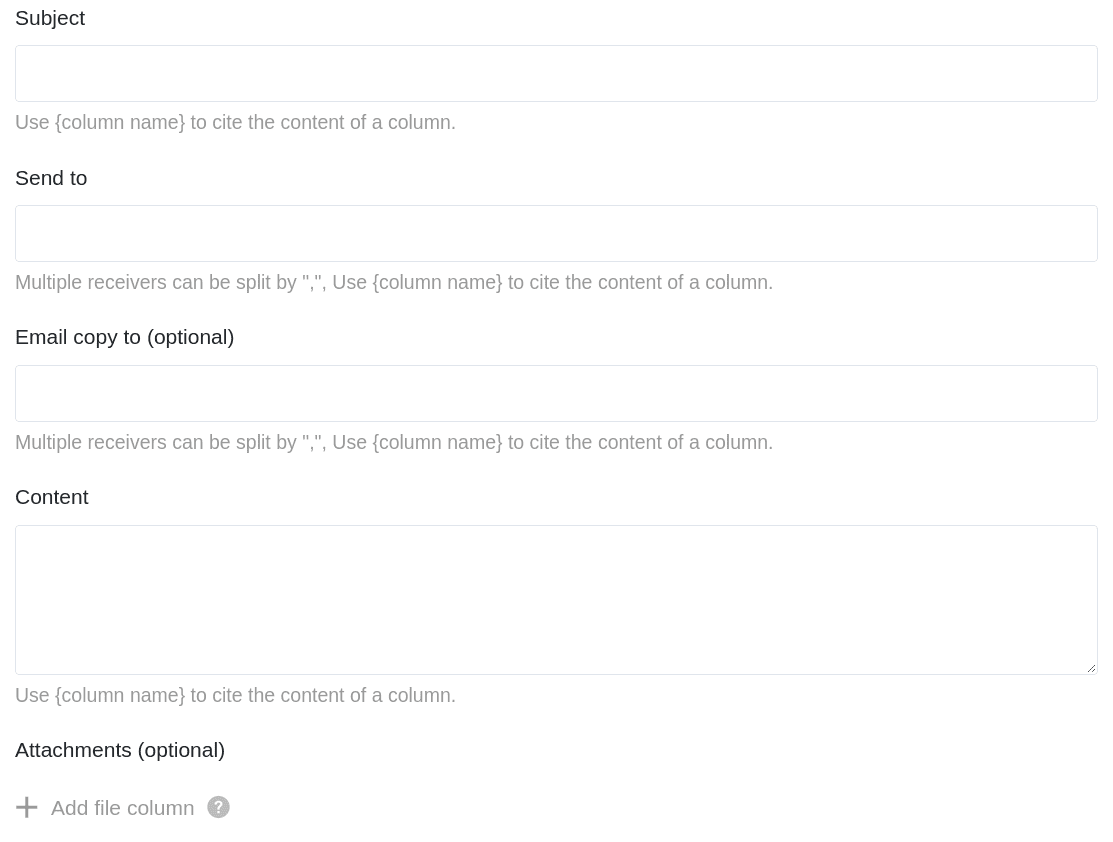 Subject
Use {column name} to cite the content of a column.
Send to
Multiple receivers can be split by ",", Use {column name} to cite the content of a column.
Email copy to (optional)
Multiple receivers can be split by ",", Use {column name} to cite the content of a column.
Content
Use {column name} to cite the content of a column.
Attachments (optional)
Add file column ?